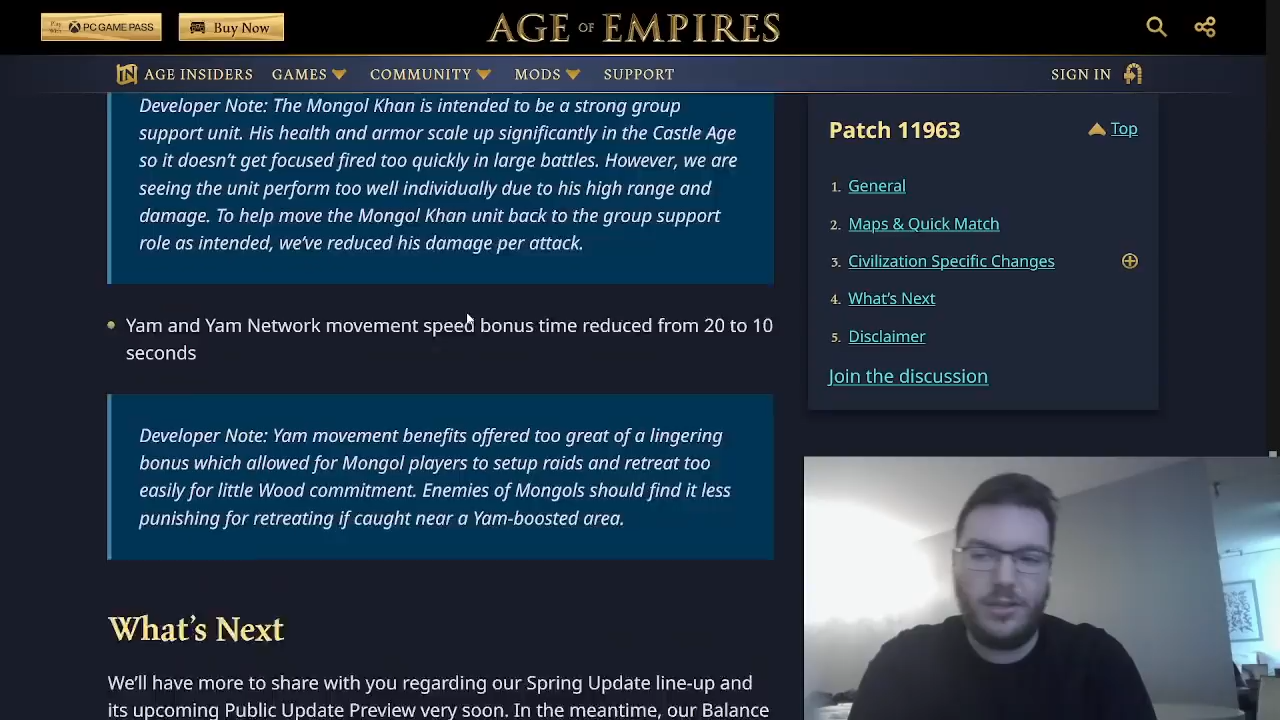 PC GAME PASS
Buy Now
AGE OF EMPIRES
AGE INSIDERS GAMES COMMUNITY MODS SUPPORT
SIGN IN
Developer Note: The Mongol Khan is intended to be a strong group
support unit. His health and armor scale up significantly in the Castle Age
so it doesn't get focused fired too quickly in large battles. However, we are
seeing the unit perform too well individually due to his high range and
damage. To help move the Mongol Khan unit back to the group support
role as intended, we've reduced his damage per attack.
Yam and Yam Network movement speed bonus time reduced from 20 to 10
seconds
Developer Note: Yam movement benefits offered too great of a lingering
bonus which allowed for Mongol players to setup raids and retreat too
easily for little Wood commitment. Enemies of Mongols should find it less
punishing for retreating if caught near a Yam-boosted area.
What's Next
We'll have more to share with you regarding our Spring Update line-up and
its upcoming Public Update Preview very soon. In the meantime, our Balance
Patch 11963
Top
1. General
2. Maps & Quick Match
3. Civilization Specific Changes
4. What's Next
5. Disclaimer
Join the discussion